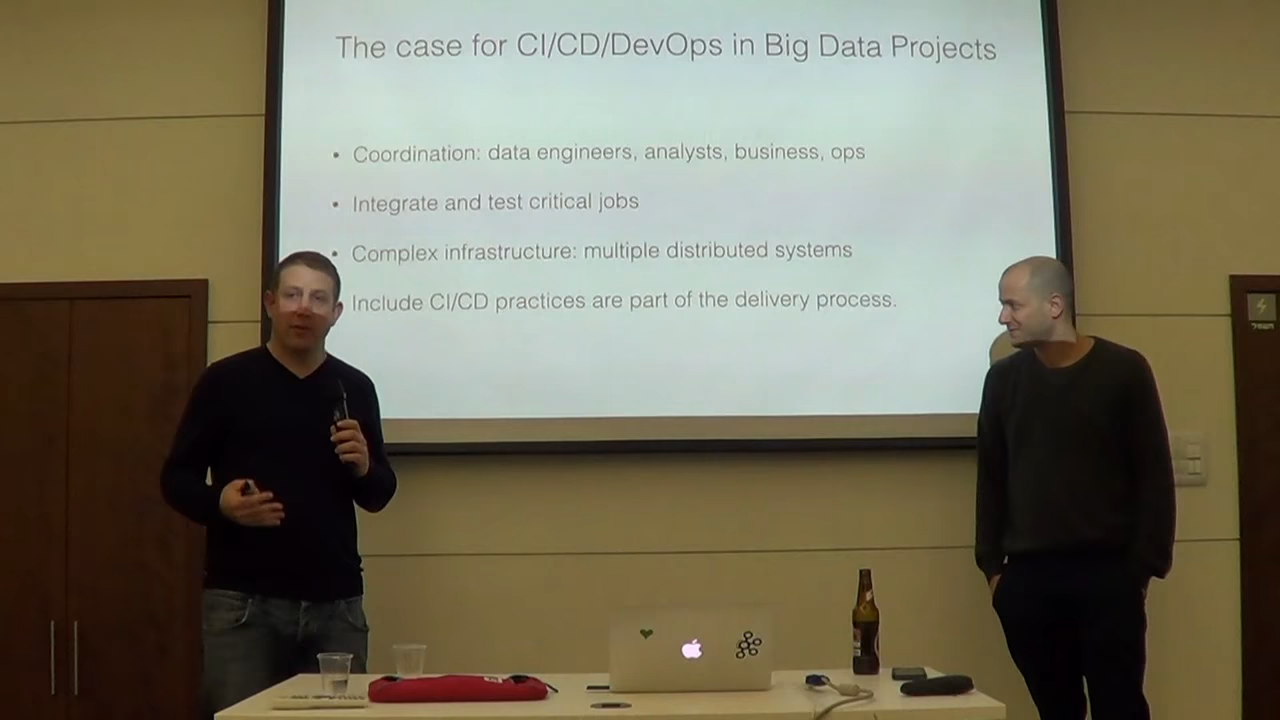 The case for CI/CD/DevOps in Big Data Projects
• Coordination: data engineers, analysts, business, ops
• Integrate and test critical jobs
• Complex infrastructure: multiple distributed systems
Include CI/CD practices are part of the delivery process.